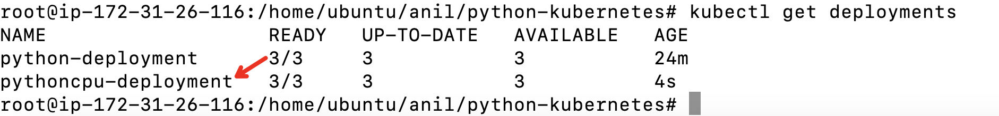 root@ip-172-31-26-116:/home/ubuntu/anil/python-kubernetes# kubectl get deployments
NAME READY UP-TO-DATE AVAILABLE AGE
python-deployment 3/3 3 3 24m
pythoncpu-deployment 3/3 3 3 4s
root@ip-172-31-26-116:/home/ubuntu/anil/python-kubernetes#